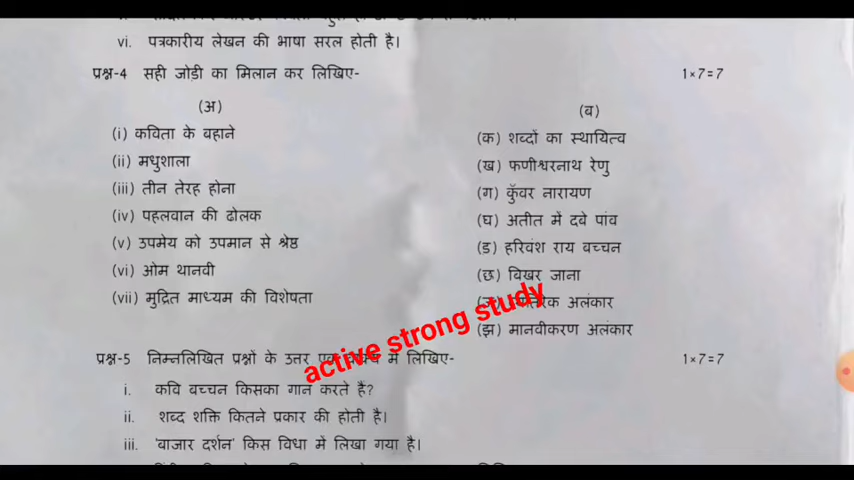 vi. पत्रकारीय लेखन की भाषा सरल होती है।
प्रश्न-4 सही जोड़ी का मिलान कर लिखिए- 1×7=7
(अ)
(ब)
(i) कविता के बहाने
(क) शब्दों का स्थायित्व
(ii) मधुशाला
(ख) फणीश्वरनाथ रेणु
(iii) तीन तेरह होना
(ग) कुँवर नारायण
(iv) पहलवान की ढोलक
(घ) अतीत में दबे पांव
(v) उपमेय को उपमान से श्रेष्ठ
(ड) हरिवंश राय बच्चन
(vi) ओम थानवी
(छ) बिखर जाना
(vii) मुद्रित माध्यम की विशेषता
अलंकार
(झ) मानवीकरण अलंकार
active strong study
प्रश्न-5 निम्नलिखित प्रश्नों के उत्तर एक वाक्य में लिखिए- 1×7=7
i. कवि बच्चन किसका गान करते है?
ii. शब्द शक्ति कितने प्रकार की होती है।
iii. 'बाजार दर्शन' किस विधा में लिखा गया है।